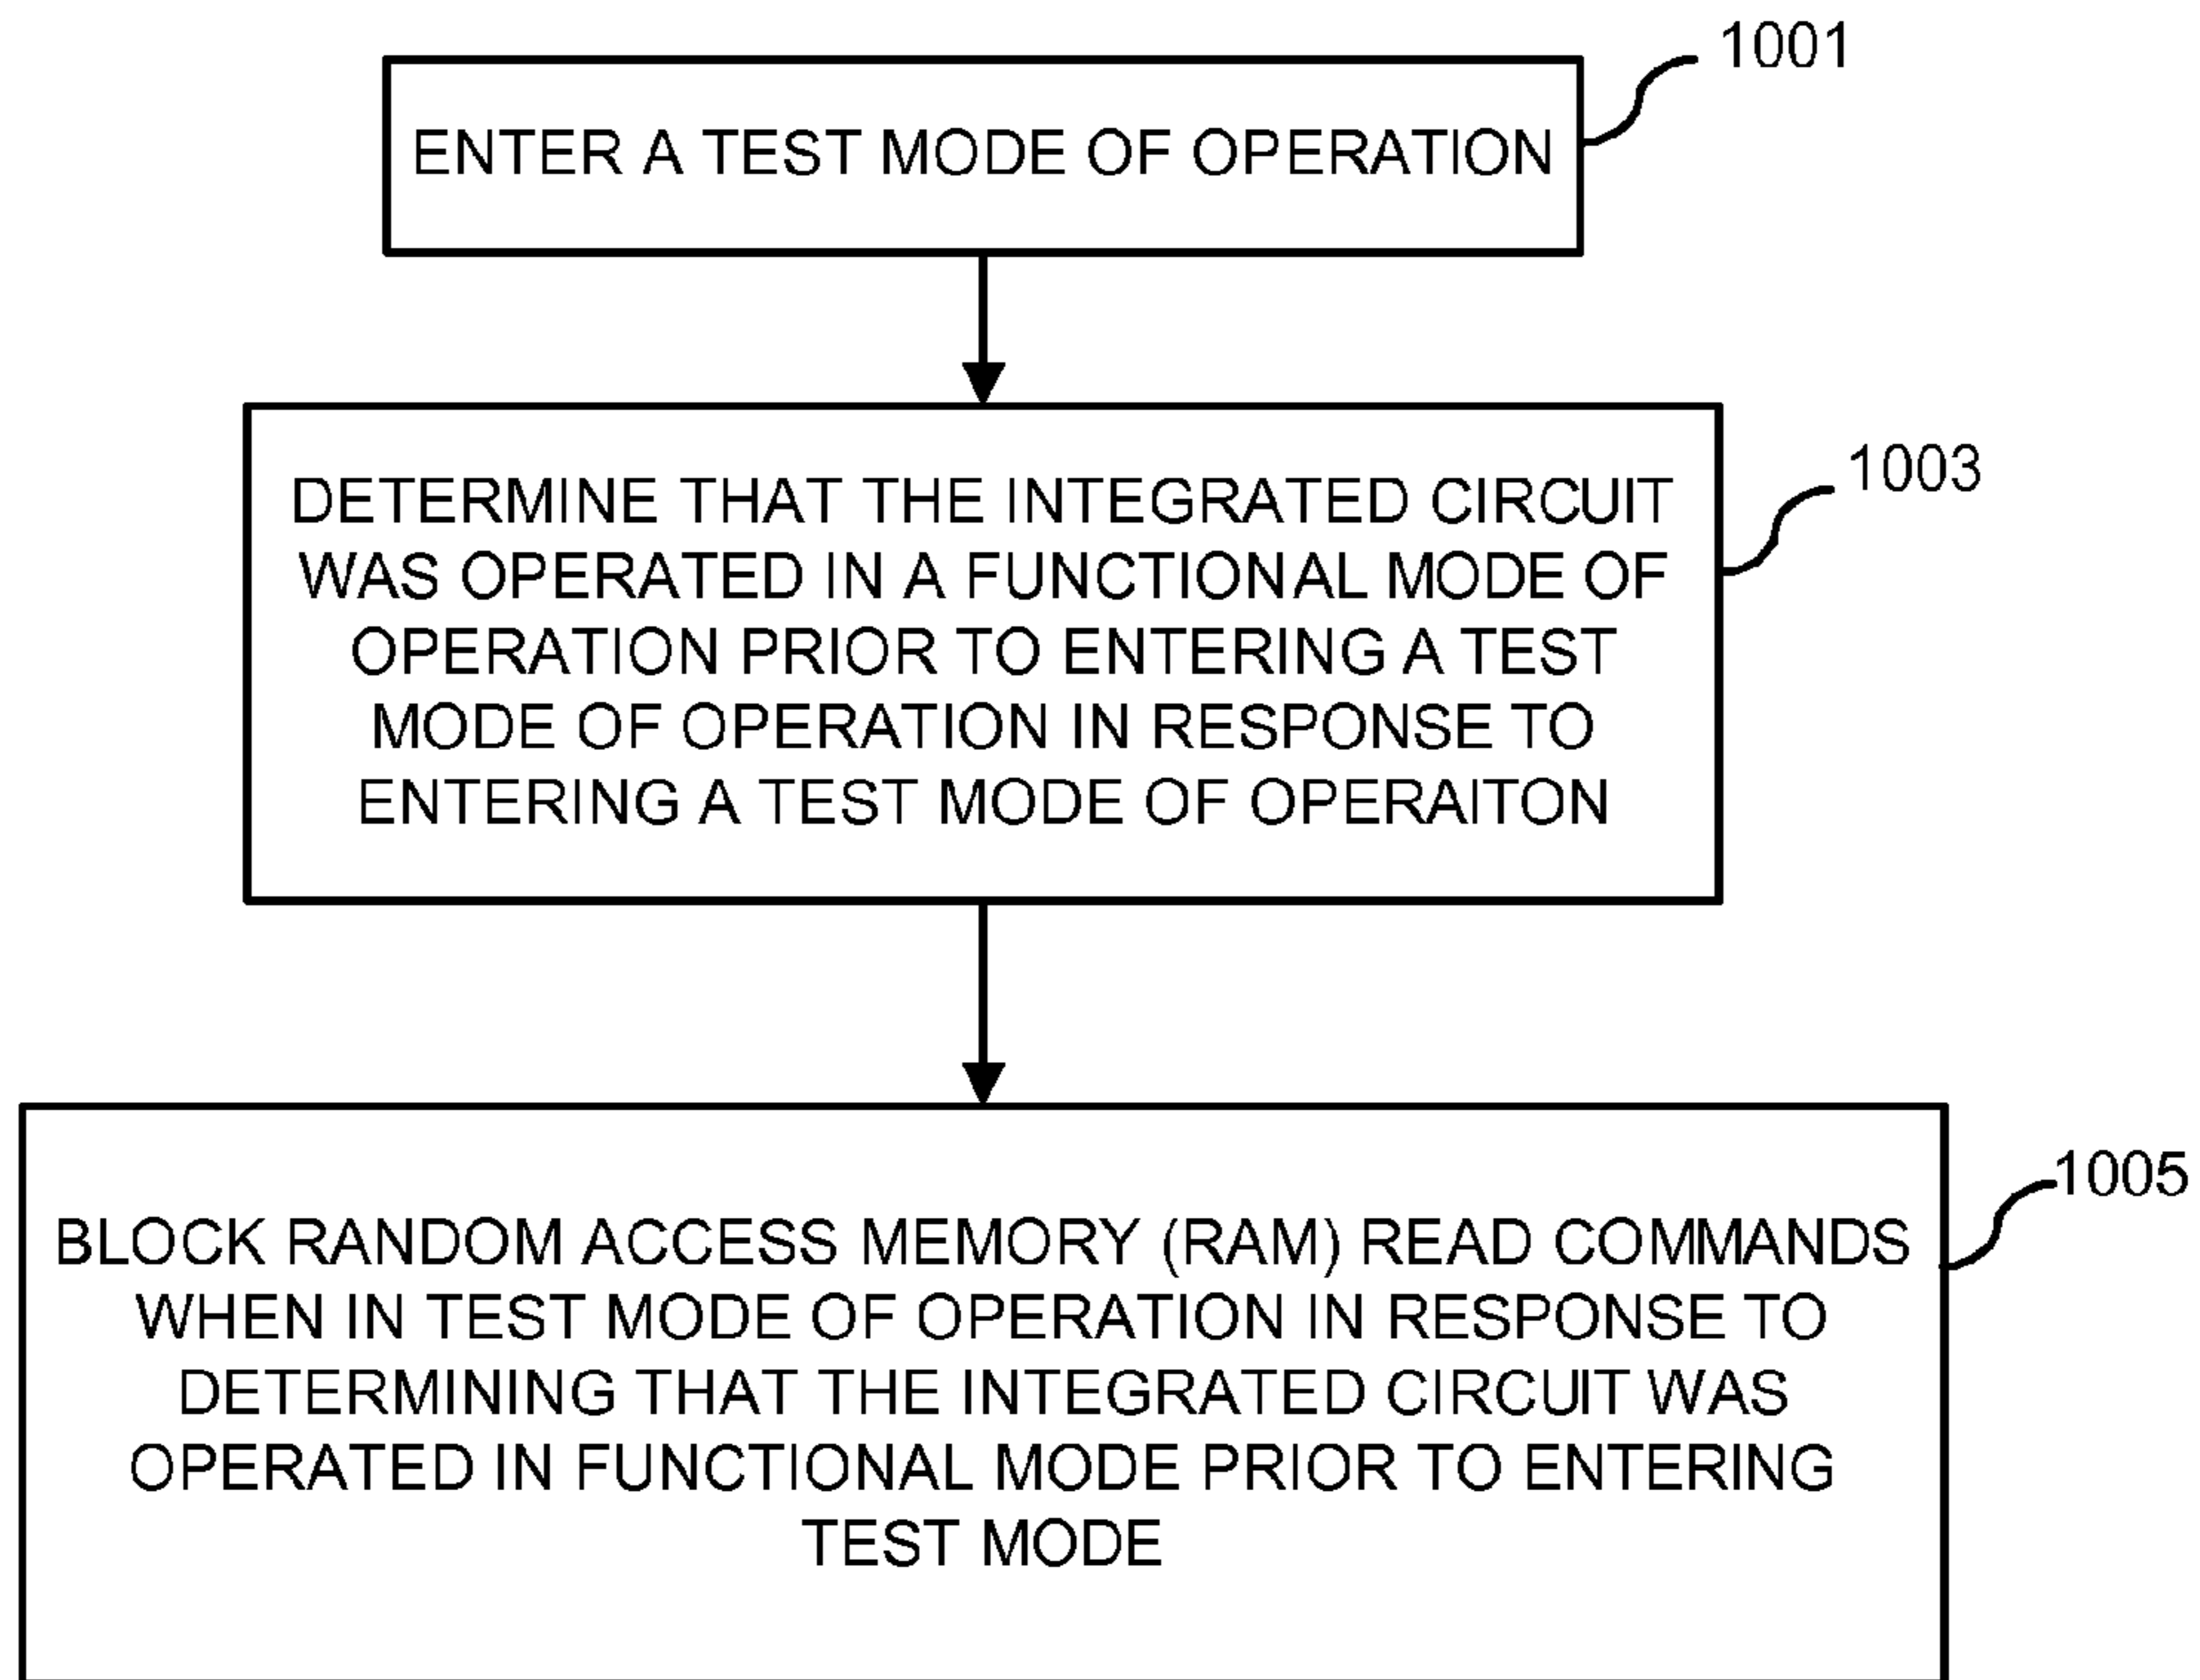 1001
ENTER A TEST MODE OF OPERATION
1003
DETERMINE THAT THE INTEGRATED CIRCUIT
WAS OPERATED IN A FUNCTIONAL MODE OF
OPERATION PRIOR TO ENTERING A TEST
MODE OF OPERATION IN RESPONSE TO
ENTERING A TEST MODE OF OPERAITON
1005
BLOCK RANDOM ACCESS MEMORY (RAM) READ COMMANDS
WHEN IN TEST MODE OF OPERATION IN RESPONSE TO
DETERMINING THAT THE INTEGRATED CIRCUIT WAS
OPERATED IN FUNCTIONAL MODE PRIOR TO ENTERING
TEST MODE